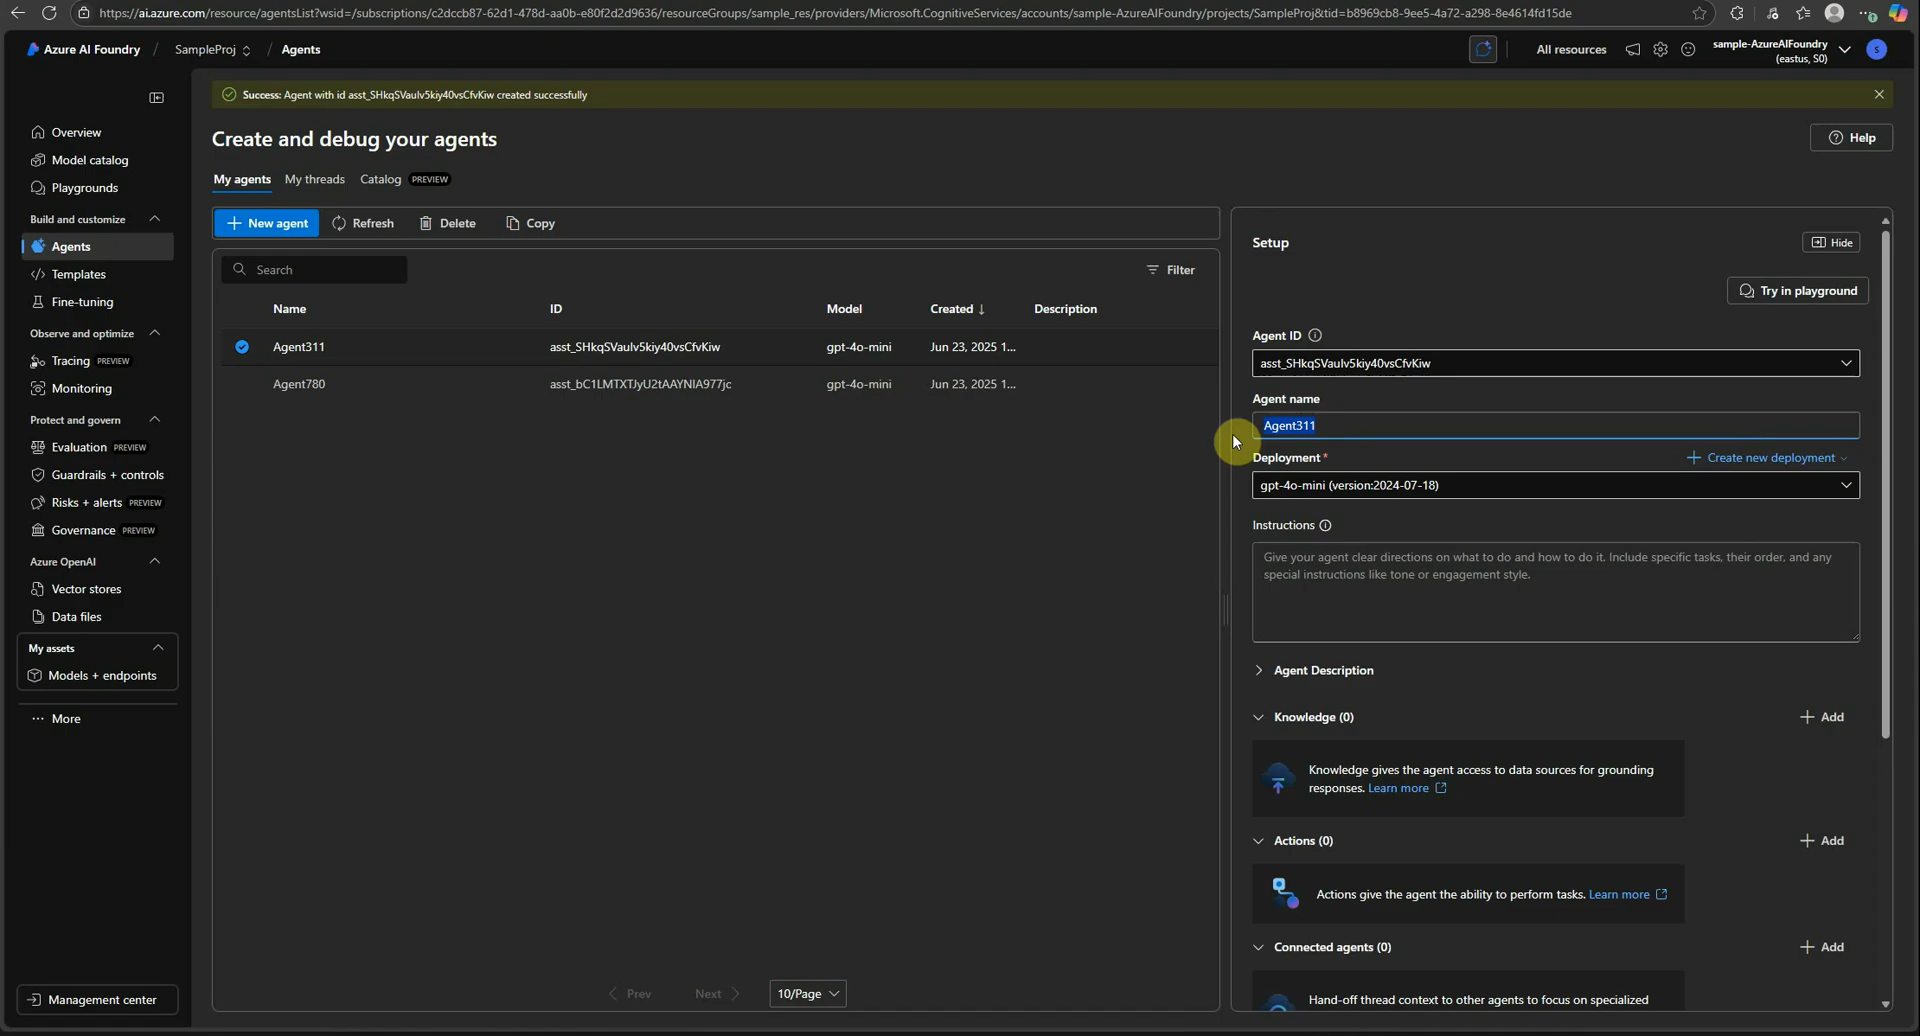 https://ai.azure.com/resource/agentsList?wsid=/subscriptions/c2dccb87-62d1-478d-aa0b-e80f2d2d9636/resourceGroups/sample_res/providers/Microsoft.CognitiveServices/accounts/sample-AzureAIFoundry/projects/SampleProj&tid=b8969cb8-9ee5-4a72-a298-8e4614fd15de
Azure AI Foundry / SampleProj / Agents
All resources
sample-AzureAIFoundry
(eastus, S0)
S
Success: Agent with id asst_SHkqSVaulv5kiy40vsCfvKiw created successfully
Create and debug your agents
Help
My agents My threads Catalog PREVIEW
New agent Refresh Delete Copy
Search
Filter
Name ID Model Created ↓ Description
Agent311 asst_SHkqSVaulv5kiy40vsCfvKiw gpt-4o-mini Jun 23, 2025 1...
Agent780 asst_bC1LMTXTJyU2tAAYNIA977jc gpt-4o-mini Jun 23, 2025 1...
Prev Next 10/Page
Overview
Model catalog
Playgrounds
Build and customize
Agents
Templates
Fine-tuning
Observe and optimize
Tracing PREVIEW
Monitoring
Protect and govern
Evaluation PREVIEW
Guardrails + controls
Risks + alerts PREVIEW
Governance PREVIEW
Azure OpenAI
Vector stores
Data files
My assets
Models + endpoints
More
Management center
Setup
Hide
Try in playground
Agent ID
asst_SHkqSVaulv5kiy40vsCfvKiw
Agent name
Agent311
Deployment *
Create new deployment
gpt-4o-mini (version:2024-07-18)
Instructions
Give your agent clear directions on what to do and how to do it. Include specific tasks, their order, and any
special instructions like tone or engagement style.
Agent Description
Knowledge (0)
Add
Knowledge gives the agent access to data sources for grounding
responses. Learn more
Actions (0)
Add
Actions give the agent the ability to perform tasks. Learn more
Connected agents (0)
Add
Hand-off thread context to other agents to focus on specialized